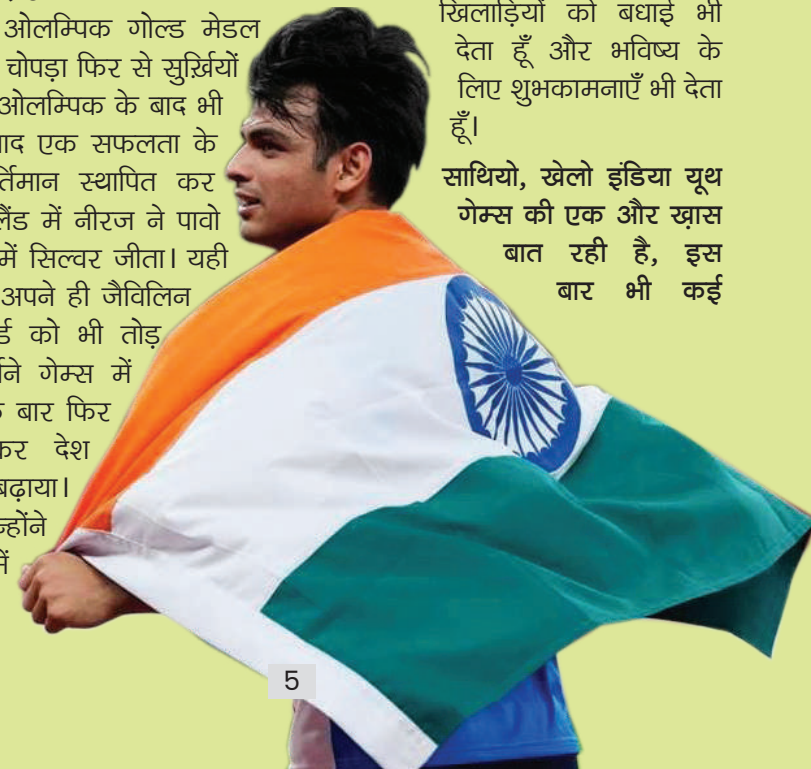 ओलम्पिक गोल्ड मेडल
चोपड़ा फिर से सुर्ख़ियों
ओलम्पिक के बाद भी
एक सफलता के
स्थापित कर
में नीरज ने पावो
में सिल्वर जीता। यही
अपने ही जैविलिन
को भी तोड़
गेम्स में
बार फिर
देश
बढ़ाया।
में
खिलाड़ियों को बधाई भी
देता हूँ और भविष्य के
लिए शुभकामनाएँ भी देता
हूँ।
साथियो, खेलो इंडिया यूथ
गेम्स की एक और ख़ास
बात रही है, इस
बार भी कई
5